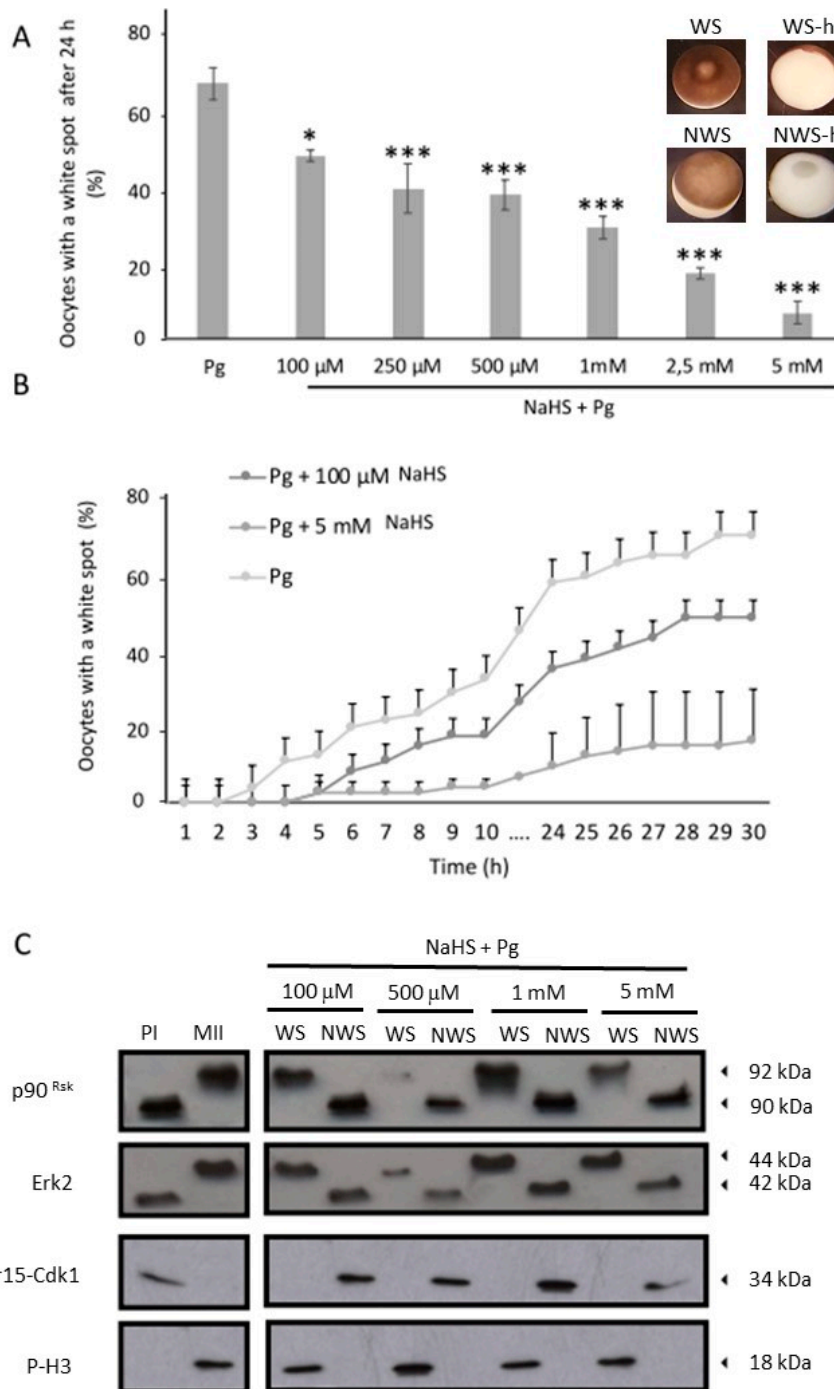 A
Oocytes with a white spot after 24 h
(%)
80
60
40
20
0
*
***
***
***
***
***
WS
WS-h
NWS
NWS-h
Pg
100 µM
250 µM
500 µM
1mM
2,5 mM
5 mM
NaHS + Pg
B
Oocytes with a white spot (%)
80
60
40
20
0
Pg + 100 µM NaHS
Pg + 5 mM NaHS
Pg
1 2 3 4 5 6 7 8 9 10 .... 24 25 26 27 28 29 30
Time (h)
C
NaHS + Pg
100 µM 500 µM 1 mM 5 mM
PI MII WS NWS WS NWS WS NWS WS NWS
p90 Rsk
92 kDa
90 kDa
Erk2
44 kDa
42 kDa
r15-Cdk1
34 kDa
P-H3
18 kDa